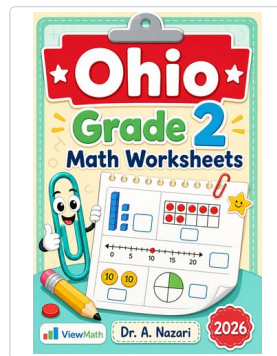 Ohio
Grade 2
Math Worksheets
0 5 10 15 20
10 10
ViewMath
Dr. A. Nazari
2026